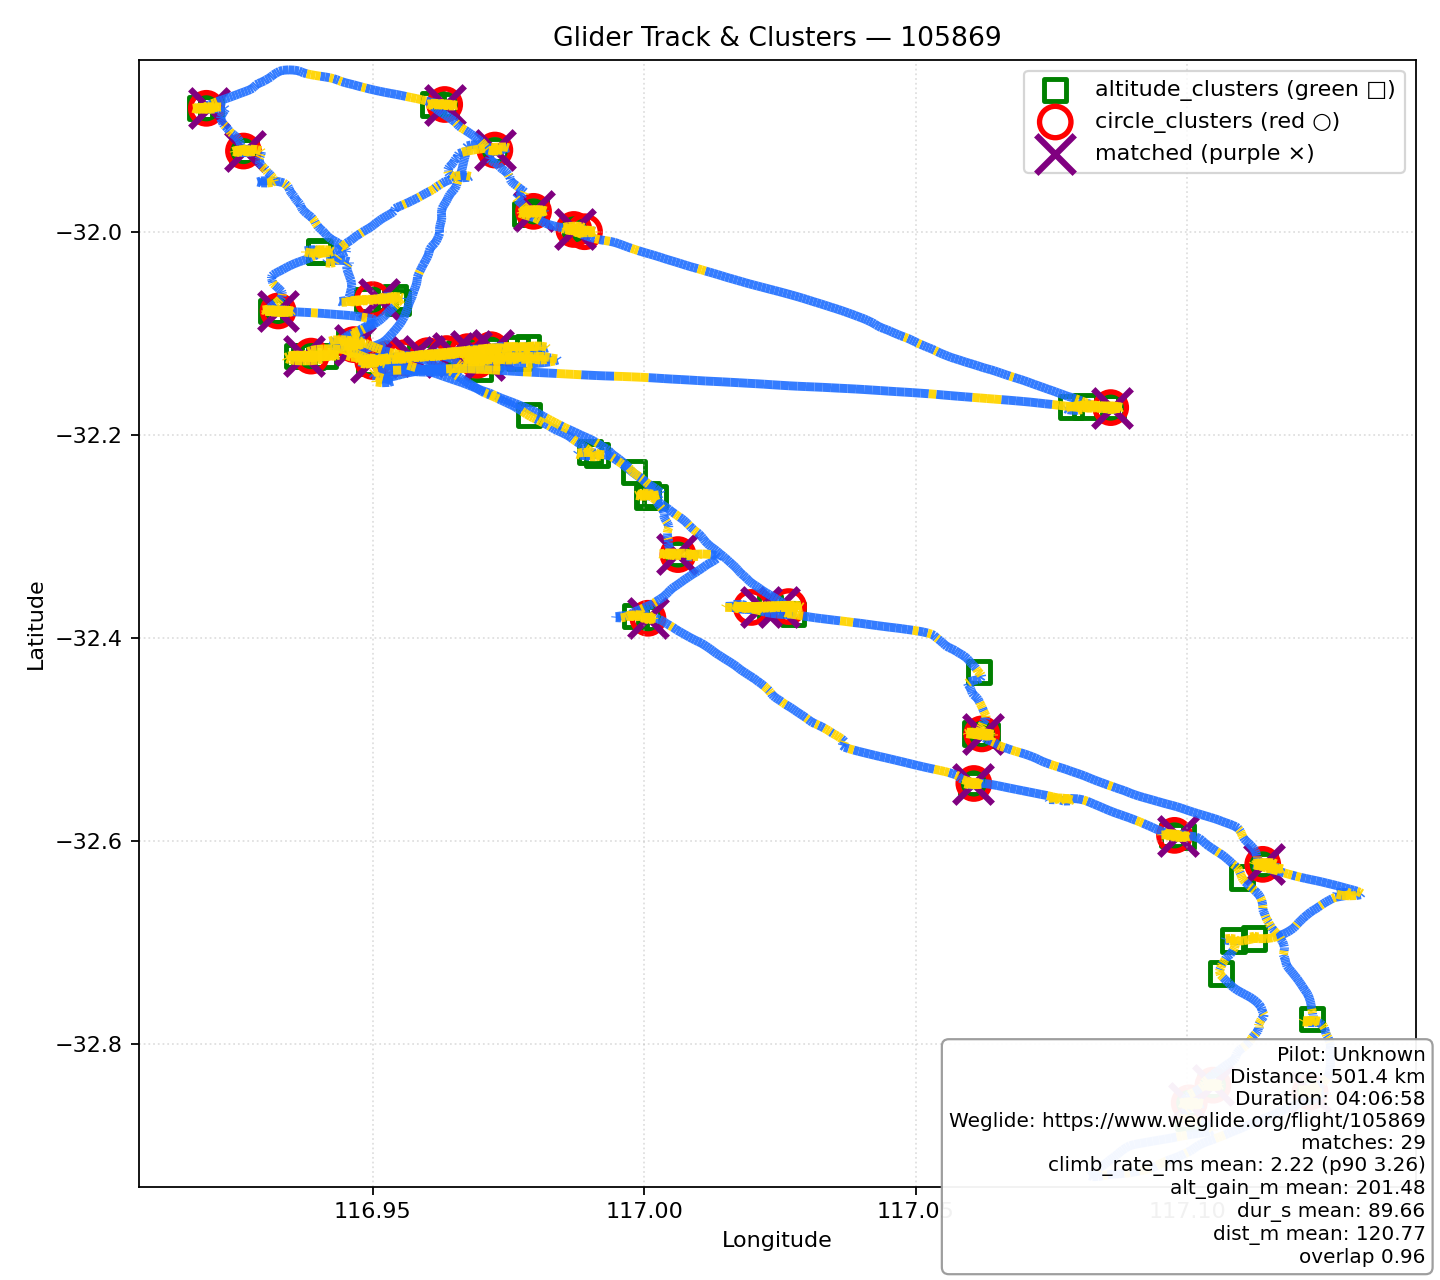 Glider Track & Clusters — 105869
altitude_clusters (green □)
circle_clusters (red ○)
matched (purple ×)
−32.0
−32.2
−32.4
−32.6
−32.8
Latitude
116.95
117.00
117.05
117.10
Longitude
Pilot: Unknown
Distance: 501.4 km
Duration: 04:06:58
Weglide: https://www.weglide.org/flight/105869
matches: 29
climb_rate_ms mean: 2.22 (p90 3.26)
alt_gain_m mean: 201.48
dur_s mean: 89.66
dist_m mean: 120.77
overlap 0.96